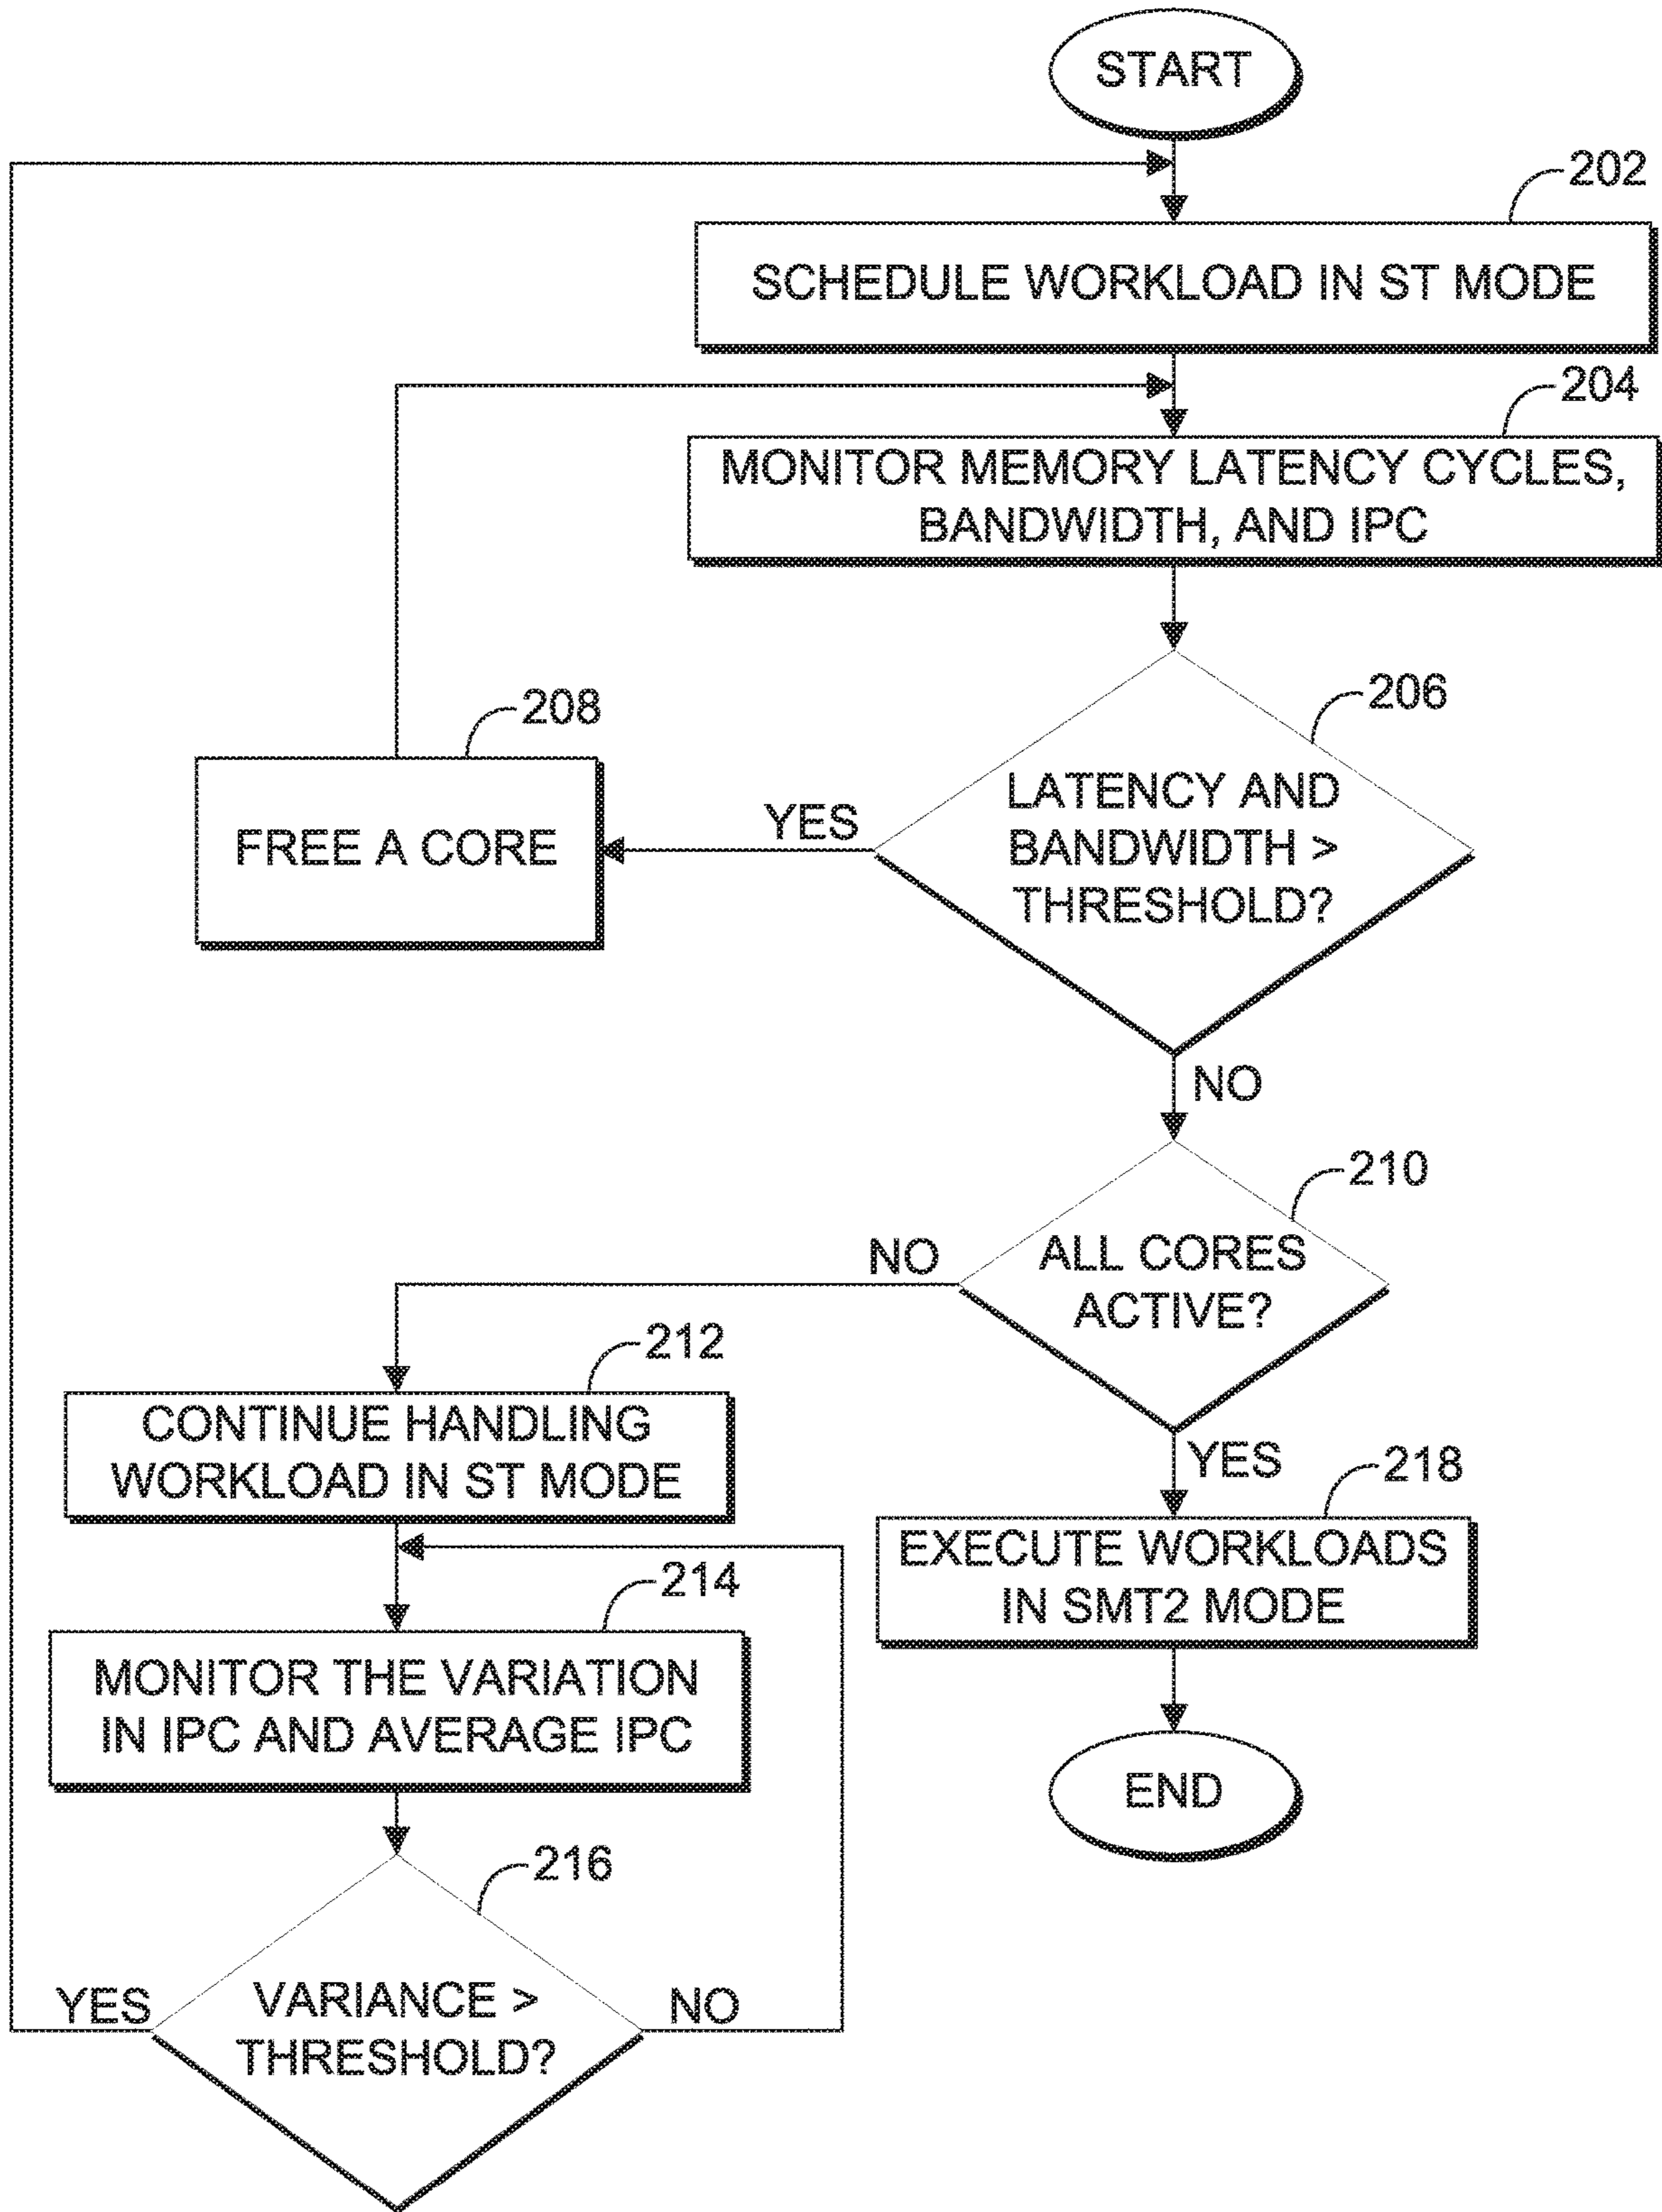 START
202
SCHEDULE WORKLOAD IN ST MODE
204
MONITOR MEMORY LATENCY CYCLES,
BANDWIDTH, AND IPC
206
LATENCY AND
BANDWIDTH >
THRESHOLD?
YES
208
FREE A CORE
NO
210
ALL CORES
ACTIVE?
NO
212
CONTINUE HANDLING
WORKLOAD IN ST MODE
YES
218
EXECUTE WORKLOADS
IN SMT2 MODE
214
MONITOR THE VARIATION
IN IPC AND AVERAGE IPC
END
216
VARIANCE >
THRESHOLD?
YES
NO